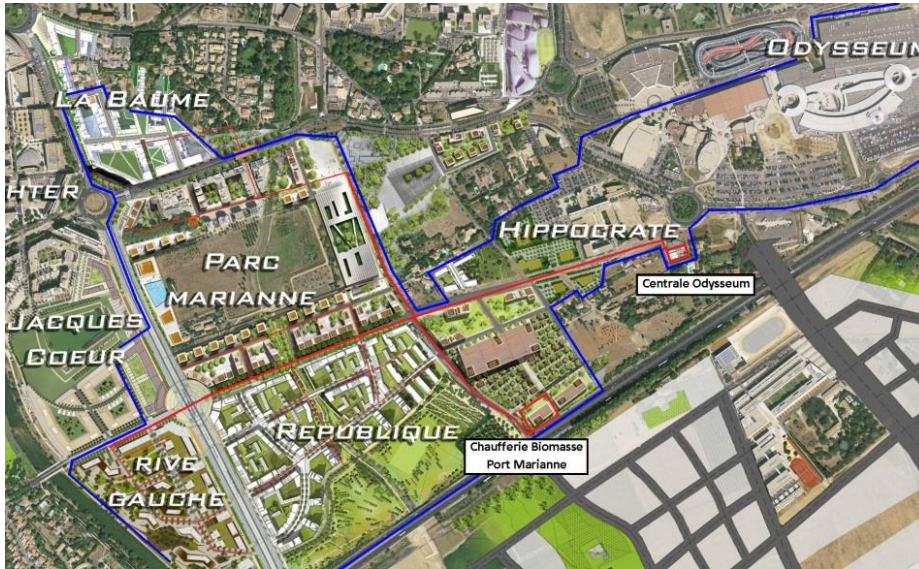 ODYSSEUM
LA BAUME
HTER
HIPPOCRATE
PARC
MARIANNE
Centrale Odysseum
JACQUES
COEUR
REPUBLIQUE
Chaufferie Biomasse
Port Marianne
RIVE
GAUCHE